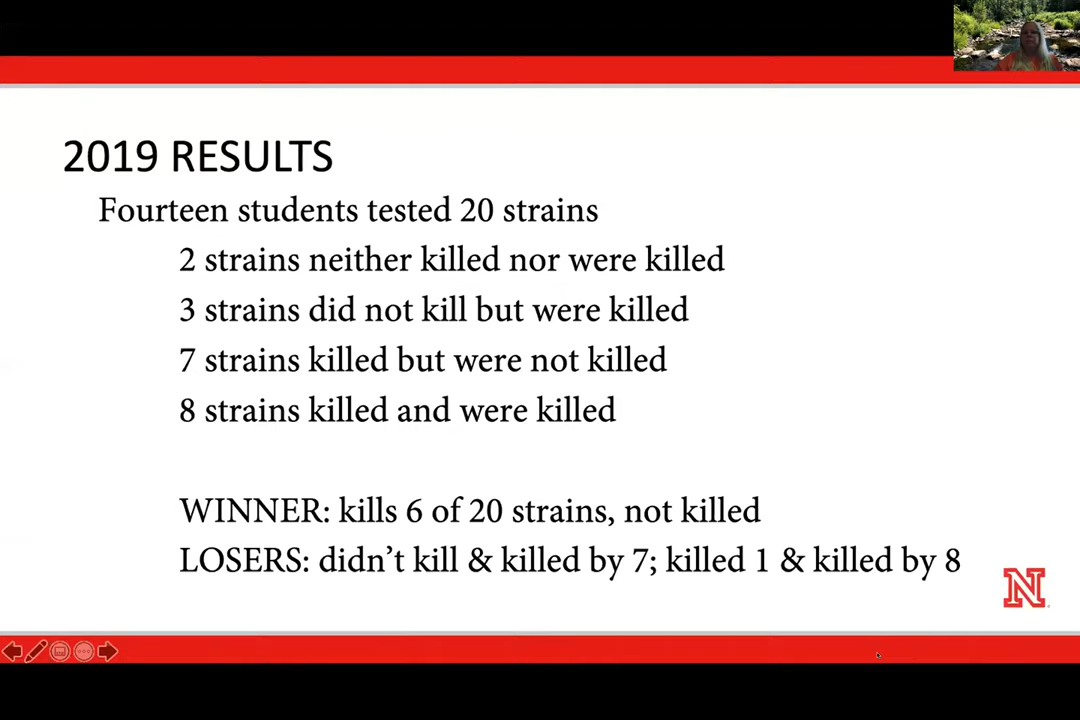 2019 RESULTS
Fourteen students tested 20 strains
2 strains neither killed nor were killed
3 strains did not kill but were killed
7 strains killed but were not killed
8 strains killed and were killed
WINNER: kills 6 of 20 strains, not killed
LOSERS: didn’t kill & killed by 7; killed 1 & killed by 8
N